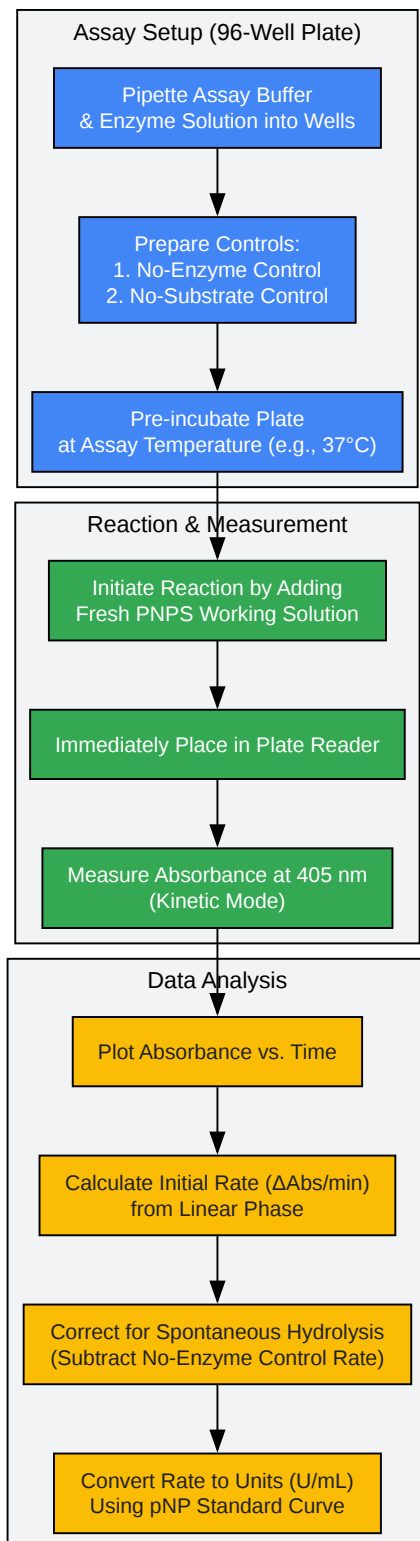 Assay Setup (96-Well Plate)
Pipette Assay Buffer
& Enzyme Solution into Wells
Prepare Controls:
1. No-Enzyme Control
2. No-Substrate Control
Pre-incubate Plate
at Assay Temperature (e.g., 37°C)
Reaction & Measurement
Initiate Reaction by Adding
Fresh PNPS Working Solution
Immediately Place in Plate Reader
Measure Absorbance at 405 nm
(Kinetic Mode)
Data Analysis
Plot Absorbance vs. Time
Calculate Initial Rate (ΔAbs/min)
from Linear Phase
Correct for Spontaneous Hydrolysis
(Subtract No-Enzyme Control Rate)
Convert Rate to Units (U/mL)
Using pNP Standard Curve